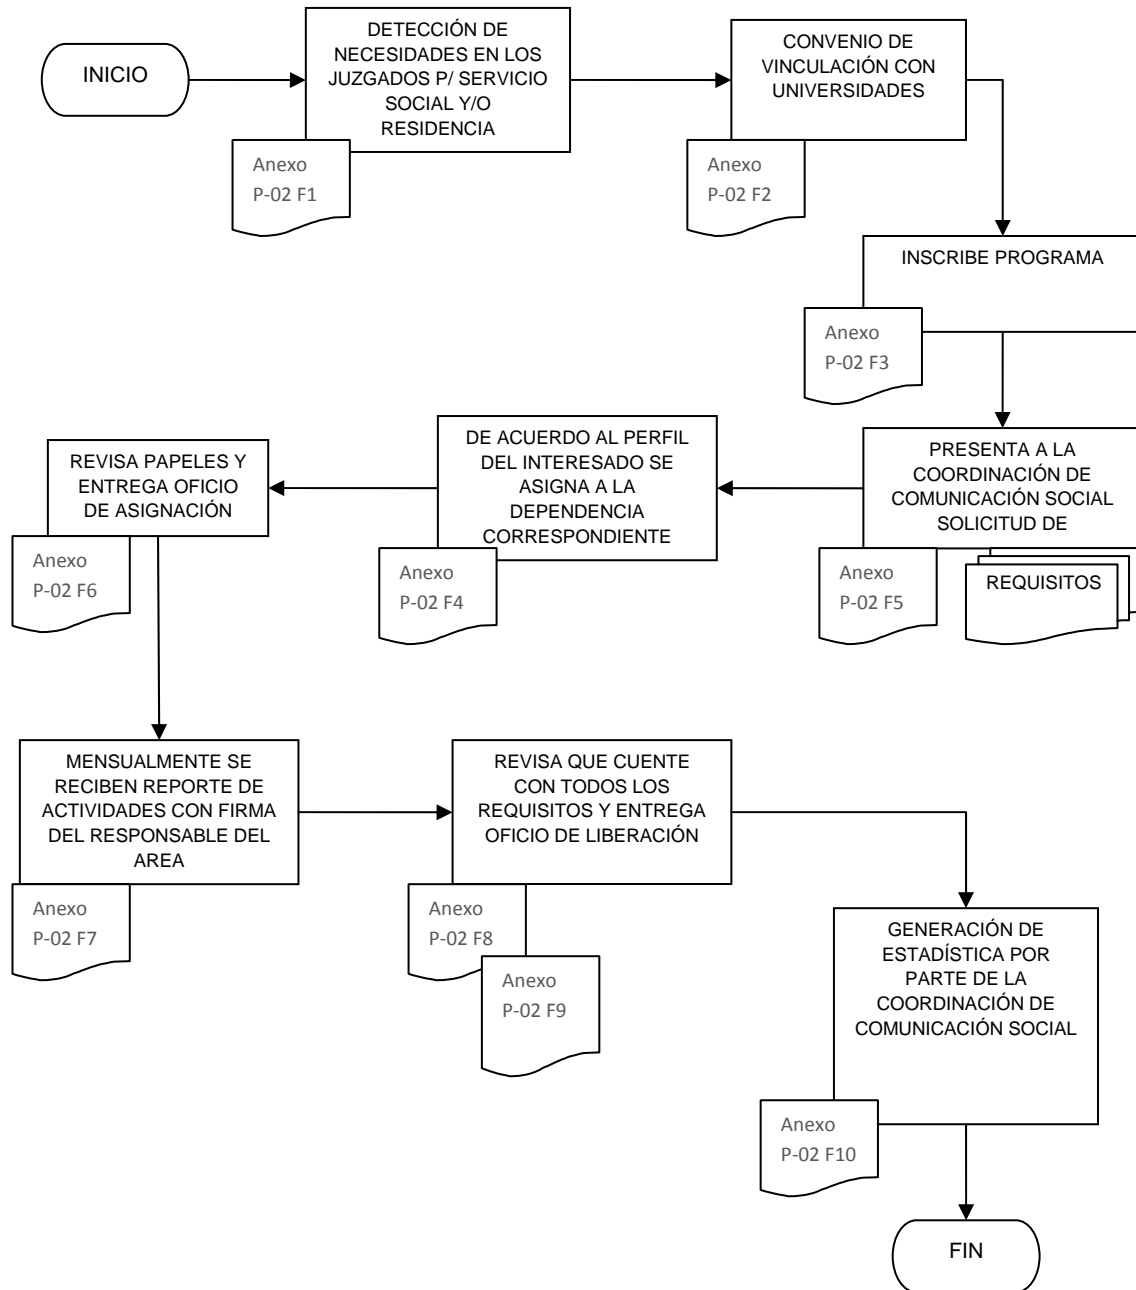 INICIO
DETECCIÓN DE
NECESIDADES EN LOS
JUZGADOS P/ SERVICIO
SOCIAL Y/O
RESIDENCIA
Anexo
P-02 F1
CONVENIO DE
VINCULACIÓN CON
UNIVERSIDADES
Anexo
P-02 F2
INSCRIBE PROGRAMA
Anexo
P-02 F3
PRESENTA A LA
COORDINACIÓN DE
COMUNICACIÓN SOCIAL
SOLICITUD DE
Anexo
P-02 F5
REQUISITOS
DE ACUERDO AL PERFIL
DEL INTERESADO SE
ASIGNA A LA
DEPENDENCIA
CORRESPONDIENTE
Anexo
P-02 F4
REVISA PAPELES Y
ENTREGA OFICIO
DE ASIGNACIÓN
Anexo
P-02 F6
MENSUALMENTE SE
RECIBEN REPORTE DE
ACTIVIDADES CON FIRMA
DEL RESPONSABLE DEL
AREA
Anexo
P-02 F7
REVISA QUE CUENTE
CON TODOS LOS
REQUISITOS Y ENTREGA
OFICIO DE LIBERACIÓN
Anexo
P-02 F8
Anexo
P-02 F9
GENERACIÓN DE
ESTADÍSTICA POR
PARTE DE LA
COORDINACIÓN DE
COMUNICACIÓN SOCIAL
Anexo
P-02 F10
FIN